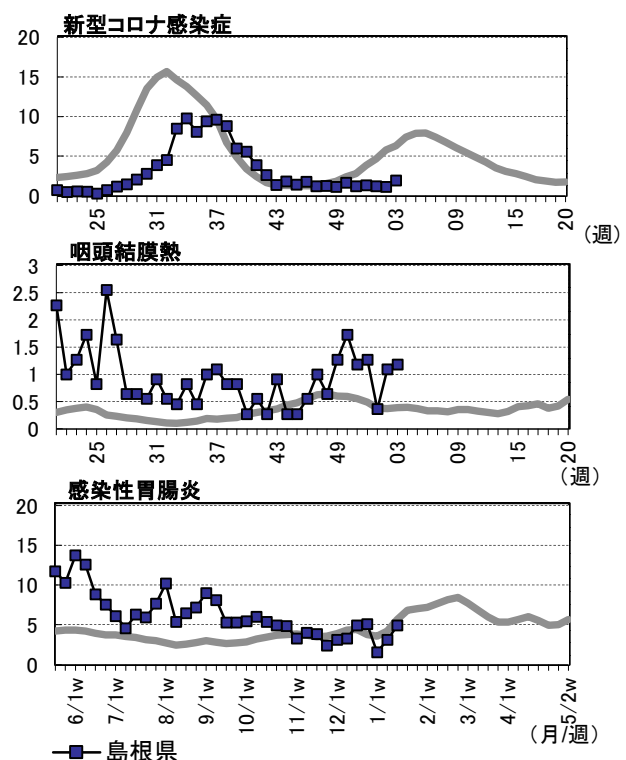 新型コロナ感染症
20
15
10
5
0
25
31
37
43
49
03
09
15
20
(週)
咽頭結膜熱
3
2.5
2
1.5
1
0.5
0
25
31
37
43
49
03
09
15
20
(週)
感染性胃腸炎
20
15
10
5
0
6/1w
7/1w
8/1w
9/1w
10/1w
11/1w
12/1w
1/1w
2/1w
3/1w
4/1w
5/2w
(月/週)
島根県